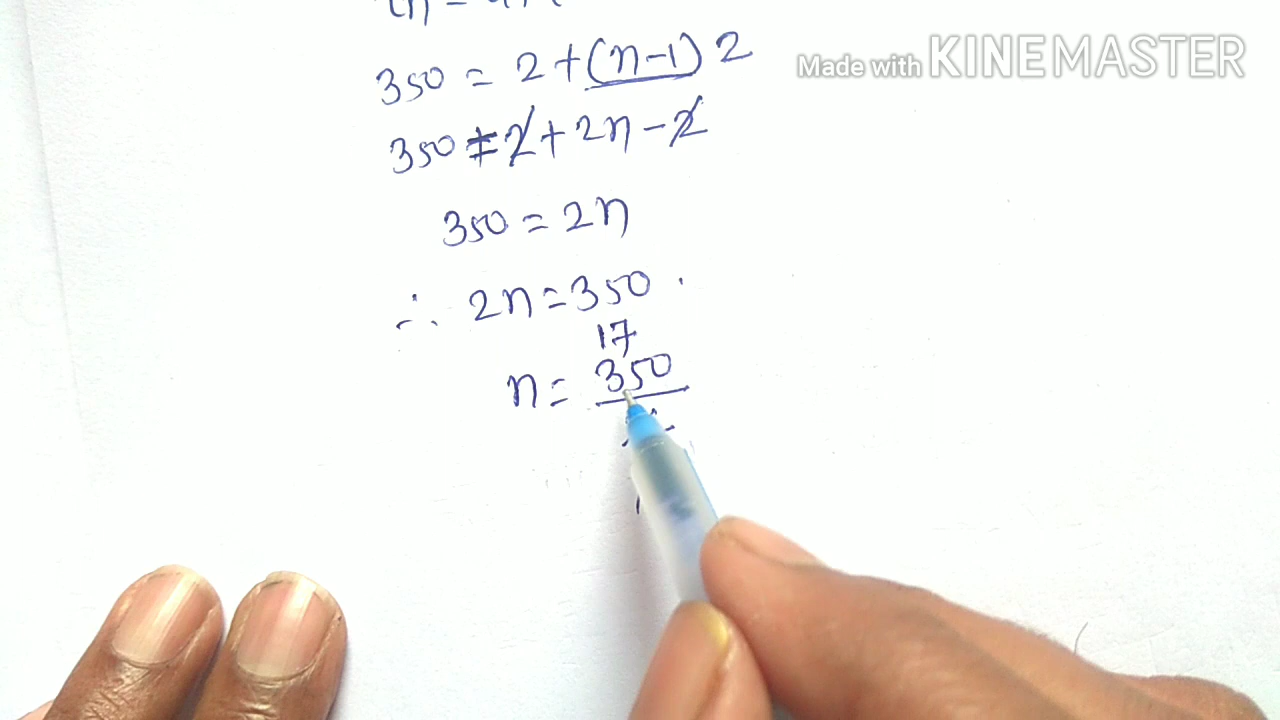 Made with KINEMASTER
350 = 2 + (n-1) 2
350 = 2 + 2n - 2
350 = 2n
∴ 2n = 350 .
17
n = 350